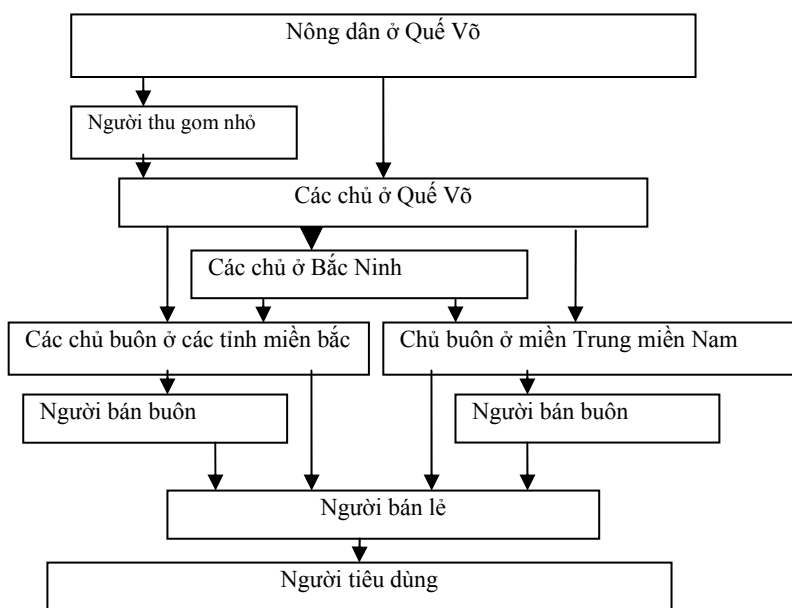 Nông dân ở Quế Võ
Người thu gom nhỏ
Các chủ ở Quế Võ
Các chủ ở Bắc Ninh
Các chủ buôn ở các tỉnh miền bắc
Chủ buôn ở miền Trung miền Nam
Người bán buôn
Người bán buôn
Người bán lẻ
Người tiêu dùng